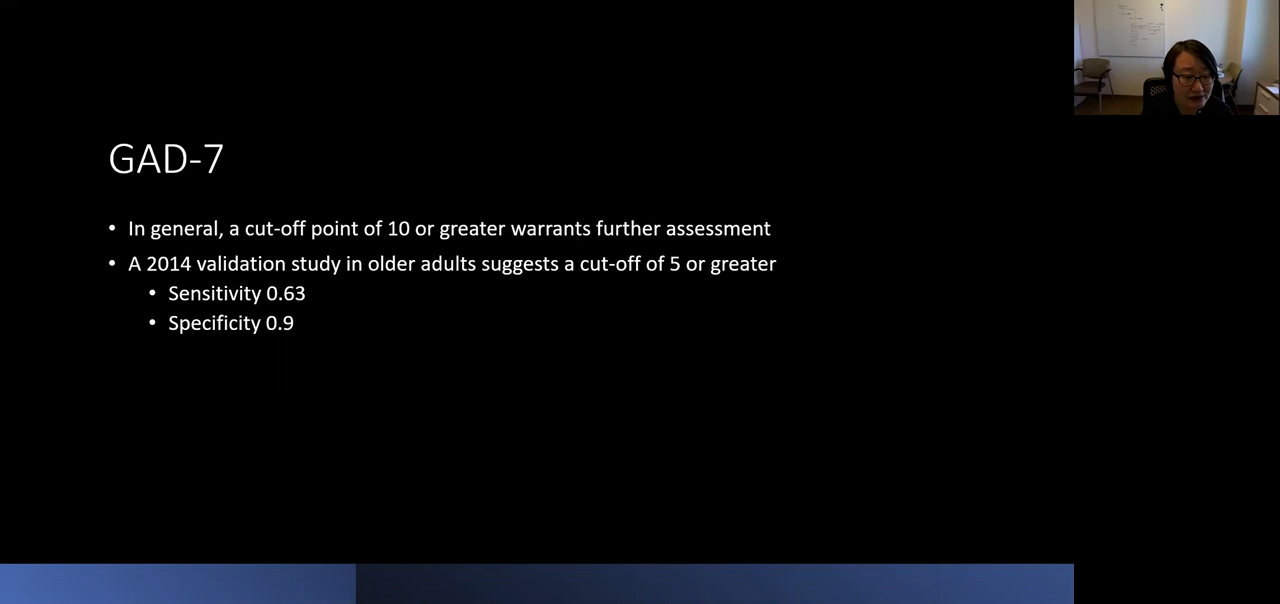 GAD-7
• In general, a cut-off point of 10 or greater warrants further assessment
• A 2014 validation study in older adults suggests a cut-off of 5 or greater
• Sensitivity 0.63
• Specificity 0.9